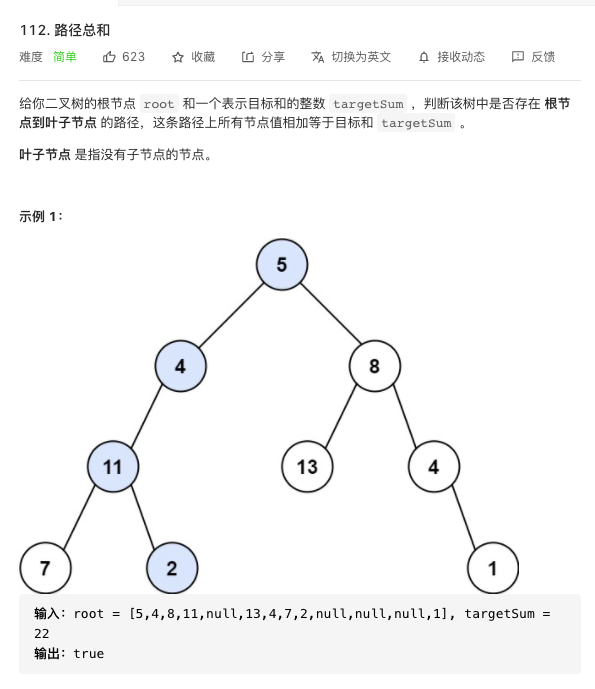 112. 路径总和
难度 简单 623 收藏 分享 切换为英文 接收动态 反馈
给你二叉树的根节点 root 和一个表示目标和的整数 targetSum ，判断该树中是否存在 根节
点到叶子节点 的路径，这条路径上所有节点值相加等于目标和 targetSum 。
叶子节点 是指没有子节点的节点。
示例 1：
5
4 8
11 13 4
7 2 1
输入：root = [5,4,8,11,null,13,4,7,2,null,null,null,1], targetSum =
22
输出：true